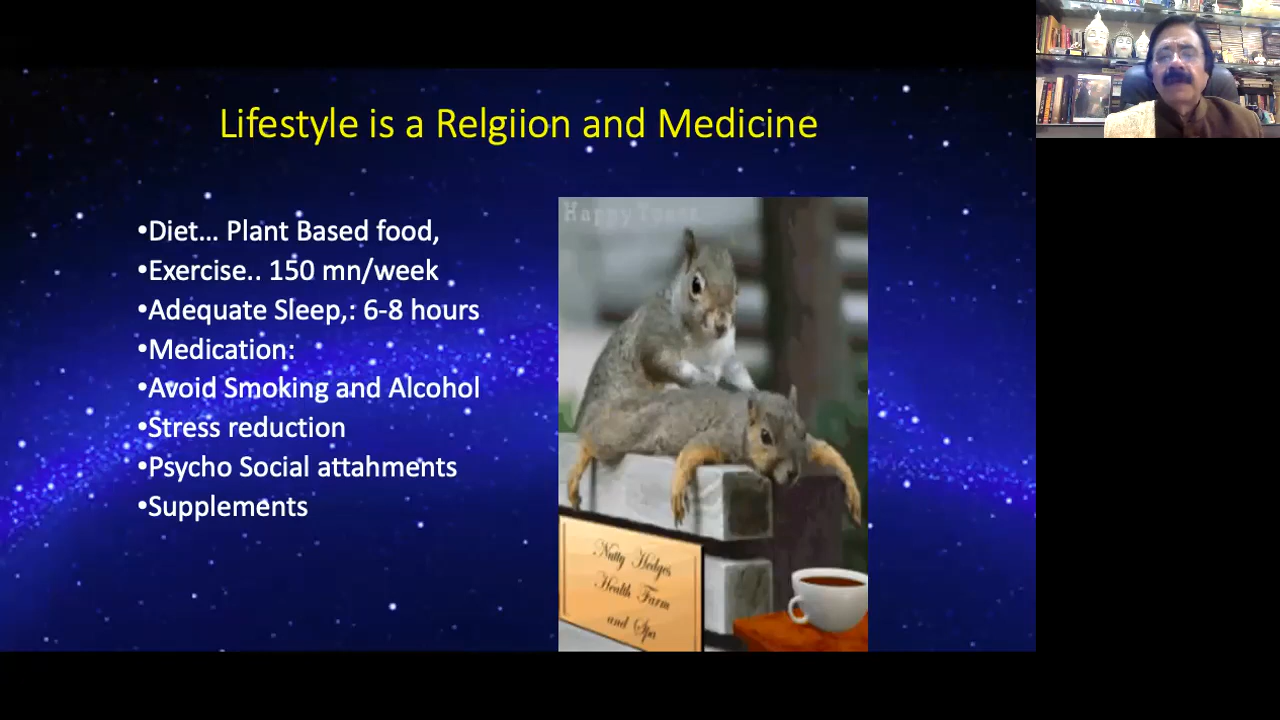 Lifestyle is a Relgiion and Medicine
•Diet... Plant Based food,
•Exercise.. 150 mn/week
•Adequate Sleep,: 6-8 hours
•Medication:
•Avoid Smoking and Alcohol
•Stress reduction
•Psycho Social attahments
•Supplements
HappyToast
Nutty Hedges
Health Farm
and Spa